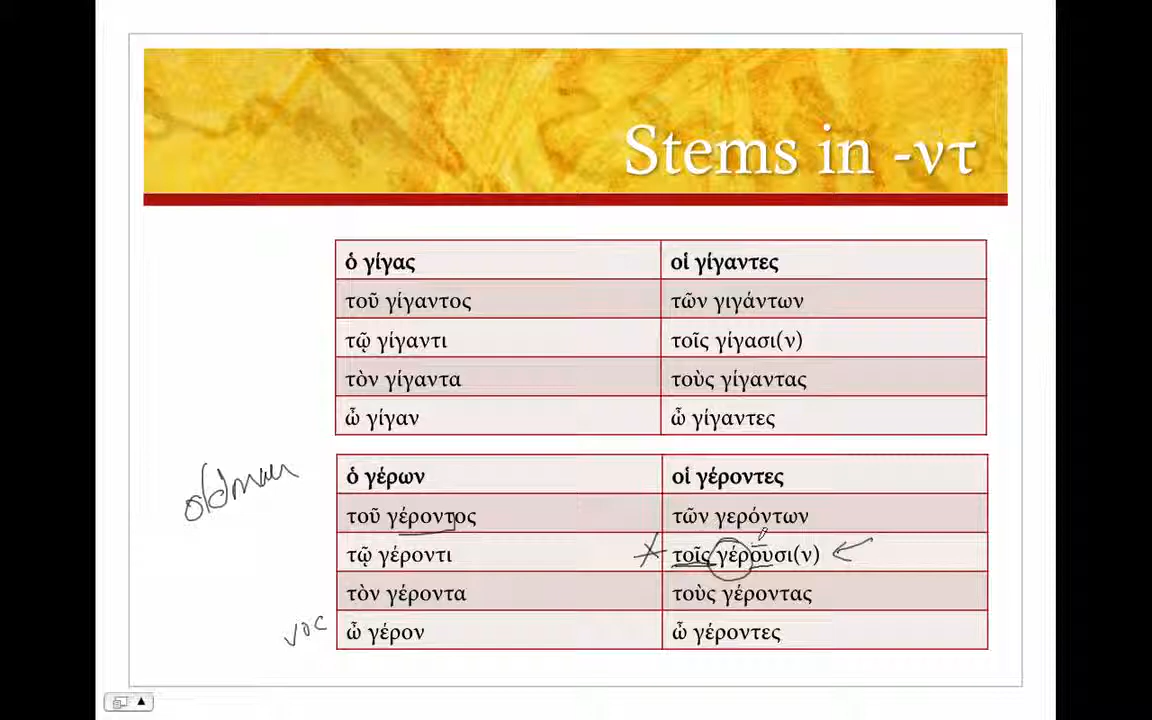 Stems in -ντ
ὁ γίγας οἱ γίγαντες
τοῦ γίγαντος τῶν γιγάντων
τῷ γίγαντι τοῖς γίγασι(ν)
τὸν γίγαντα τοὺς γίγαντας
ὦ γίγαν ὦ γίγαντες
old man
ὁ γέρων οἱ γέροντες
τοῦ γέροντος τῶν γερόντων
τῷ γέροντι τοῖς γέρουσι(ν)
τὸν γέροντα τοὺς γέροντας
voc ὦ γέρον ὦ γέροντες